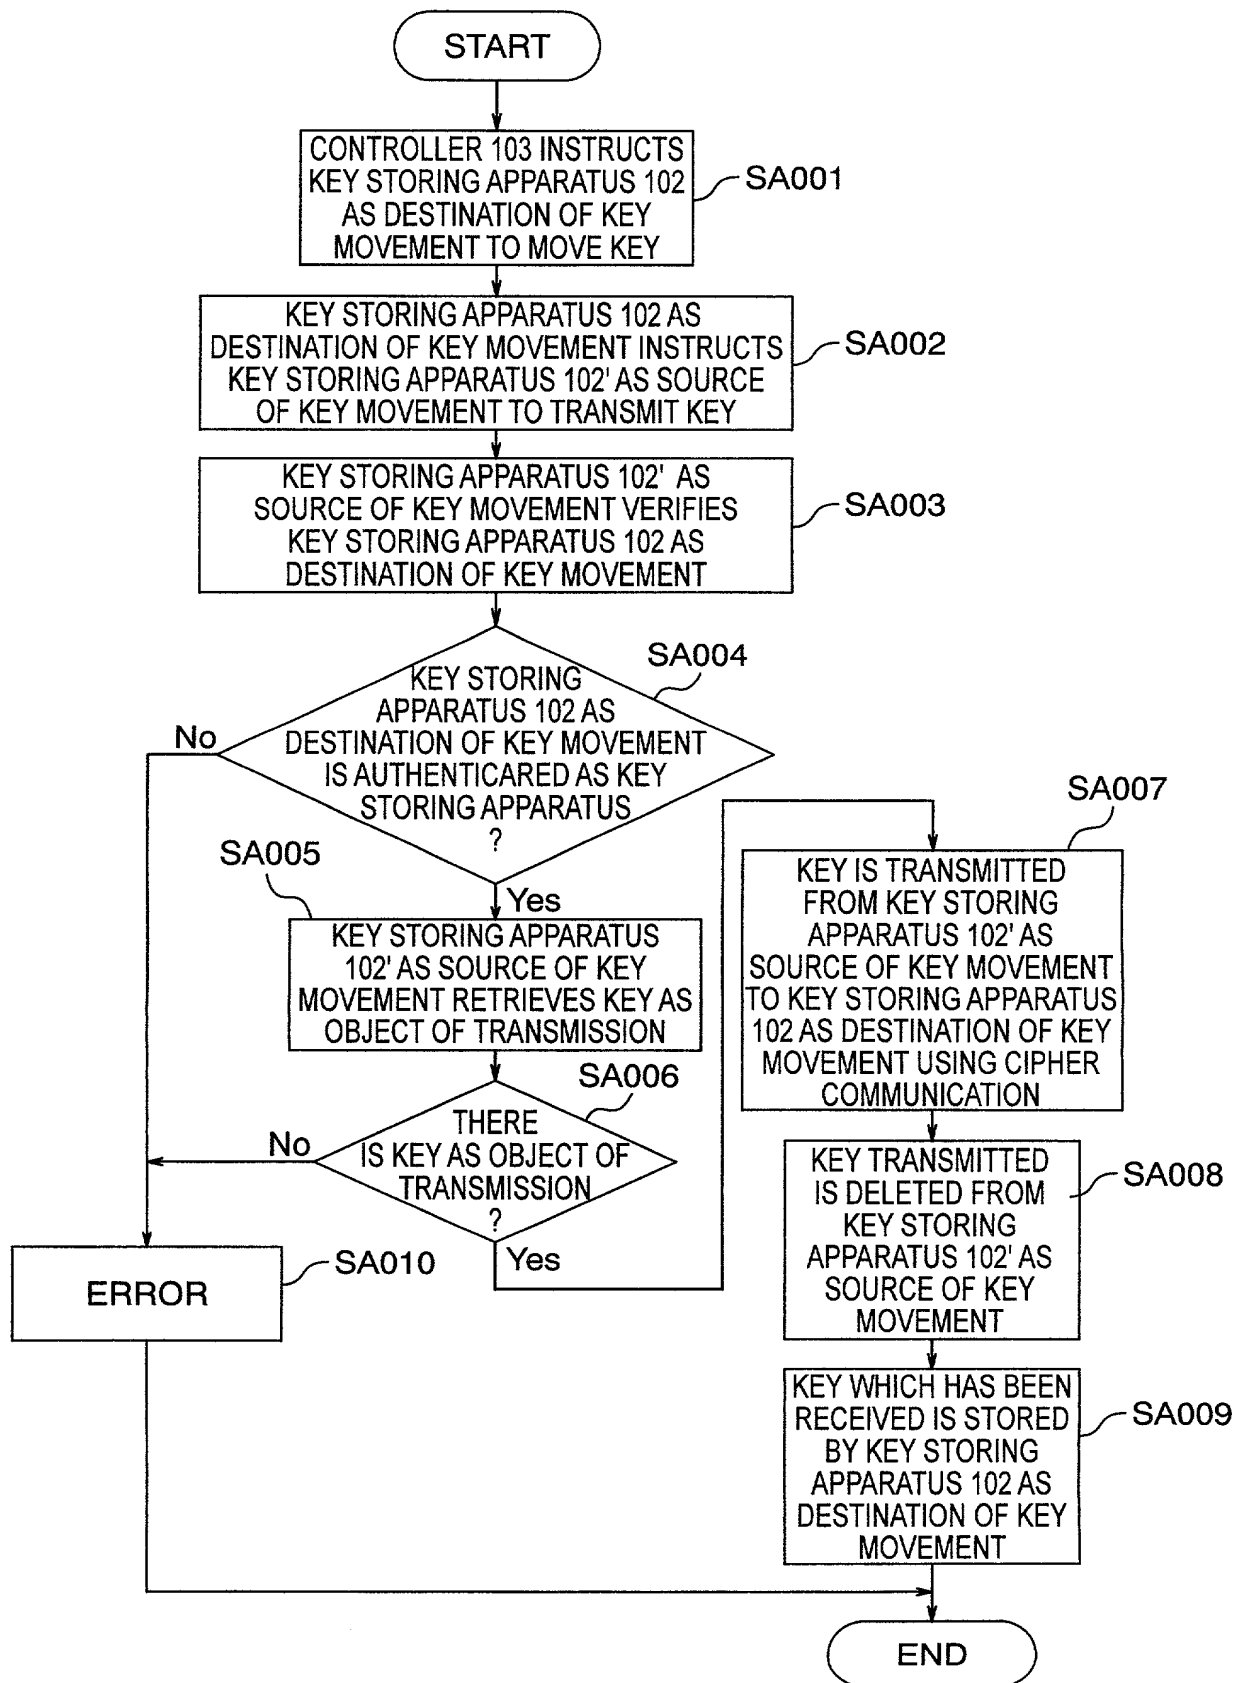 START
CONTROLLER 103 INSTRUCTS
KEY STORING APPARATUS 102
AS DESTINATION OF KEY
MOVEMENT TO MOVE KEY
SA001
KEY STORING APPARATUS 102 AS
DESTINATION OF KEY MOVEMENT INSTRUCTS
KEY STORING APPARATUS 102' AS SOURCE
OF KEY MOVEMENT TO TRANSMIT KEY
SA002
KEY STORING APPARATUS 102' AS
SOURCE OF KEY MOVEMENT VERIFIES
KEY STORING APPARATUS 102 AS
DESTINATION OF KEY MOVEMENT
SA003
SA004
KEY STORING
APPARATUS 102 AS
DESTINATION OF KEY MOVEMENT
IS AUTHENTICARED AS KEY
STORING APPARATUS
?
No
Yes
SA005
KEY STORING APPARATUS
102' AS SOURCE OF KEY
MOVEMENT RETRIEVES KEY AS
OBJECT OF TRANSMISSION
SA006
THERE
IS KEY AS OBJECT OF
TRANSMISSION
?
No
Yes
SA010
ERROR
SA007
KEY IS TRANSMITTED
FROM KEY STORING
APPARATUS 102' AS
SOURCE OF KEY MOVEMENT
TO KEY STORING APPARATUS
102 AS DESTINATION OF KEY
MOVEMENT USING CIPHER
COMMUNICATION
KEY TRANSMITTED
IS DELETED FROM
KEY STORING
APPARATUS 102' AS
SOURCE OF KEY
MOVEMENT
SA008
KEY WHICH HAS BEEN
RECEIVED IS STORED
BY KEY STORING
APPARATUS 102 AS
DESTINATION OF KEY
MOVEMENT
SA009
END